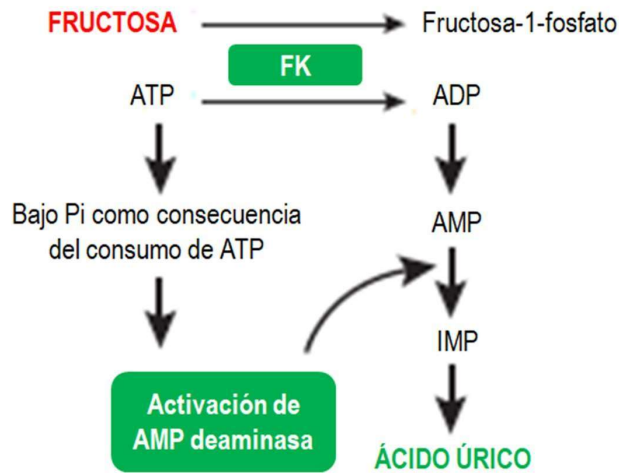 FRUCTOSA
Fructosa-1-fosfato
FK
ATP
ADP
Bajo Pi como consecuencia
del consumo de ATP
AMP
IMP
Activación de
AMP deaminasa
ÁCIDO ÚRICO